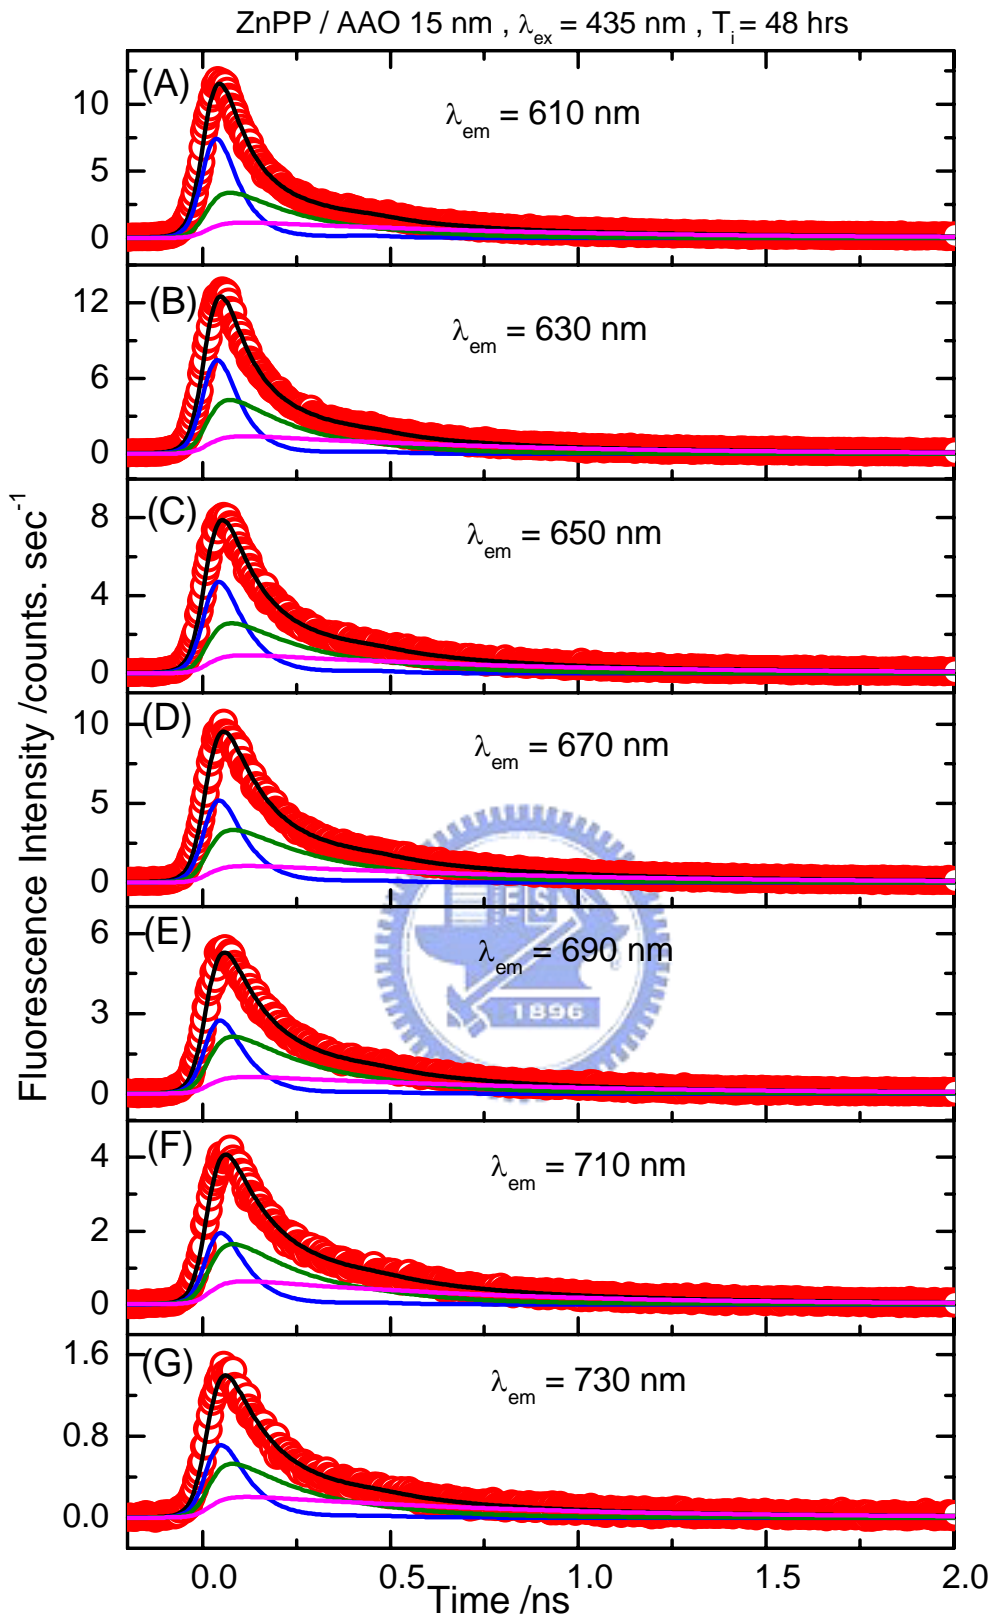 ZnPP / AAO 15 nm , λex = 435 nm , Ti = 48 hrs
Fluorescence Intensity /counts. sec-1
(A)
λem = 610 nm
10
5
0
(B)
λem = 630 nm
12
6
0
(C)
λem = 650 nm
8
4
0
(D)
λem = 670 nm
10
5
0
(E)
λem = 690 nm
6
3
0
ES
1896
(F)
λem = 710 nm
4
2
0
(G)
λem = 730 nm
1.6
0.8
0.0
0.0 0.5 1.0 1.5 2.0
Time /ns